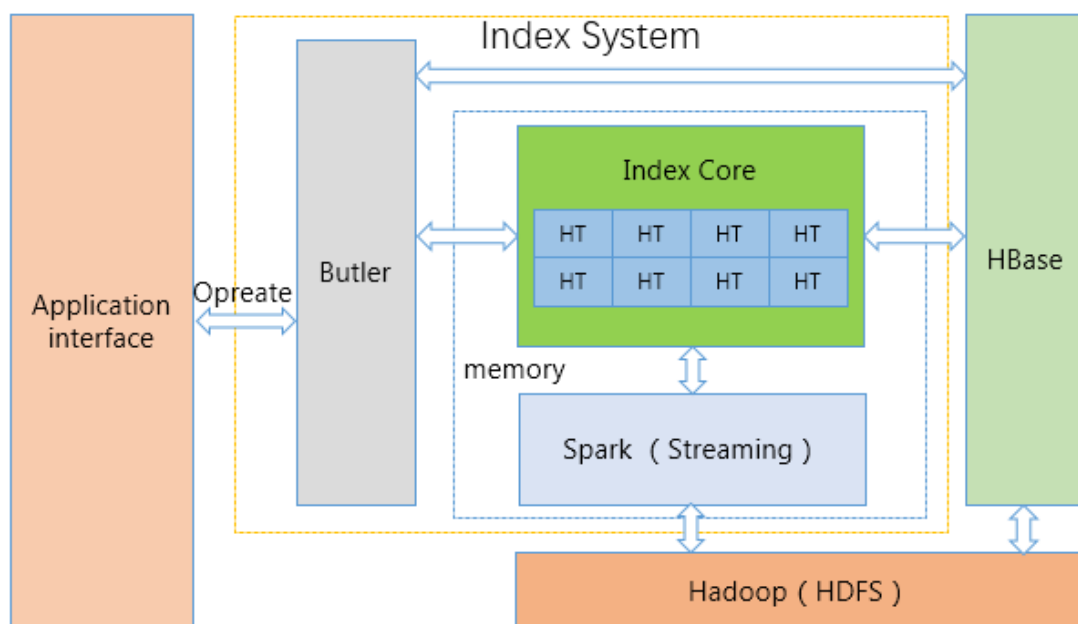 Index System
Application
interface
Opreate
Butler
Index Core
HT HT HT HT
HT HT HT HT
memory
Spark （Streaming）
HBase
Hadoop（HDFS）